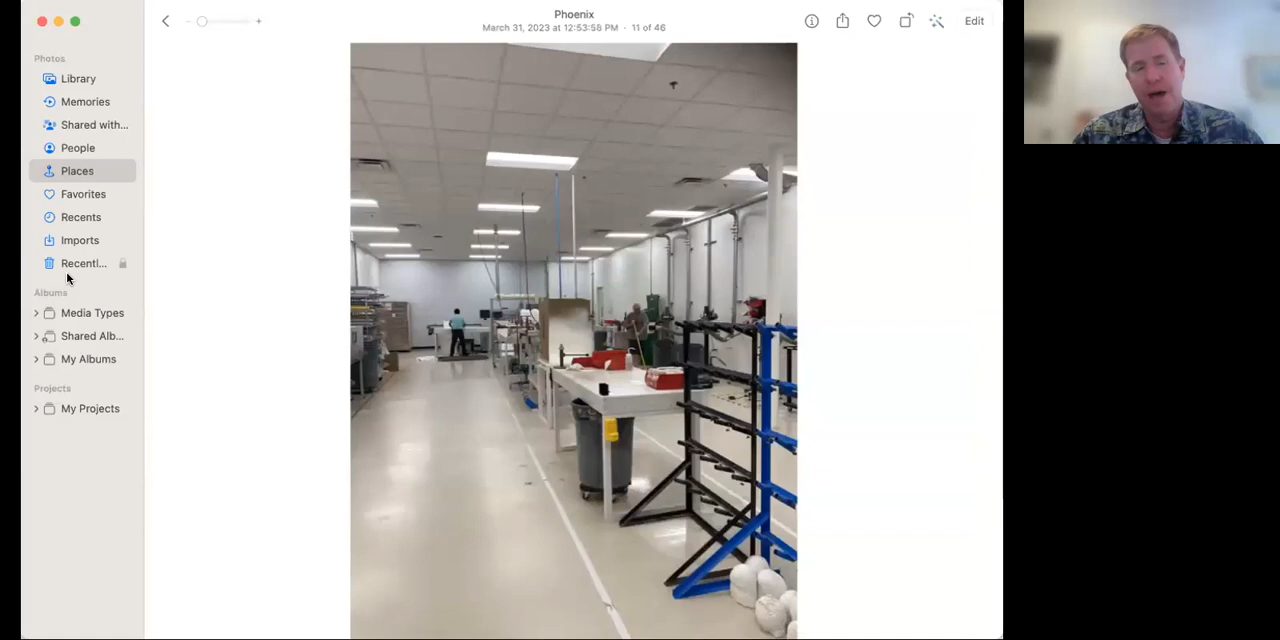 Phoenix
March 31, 2023 at 12:53:58 PM · 11 of 46
Edit
Photos
Library
Memories
Shared with...
People
Places
Favorites
Recents
Imports
Recentl...
Albums
Media Types
Shared Alb...
My Albums
Projects
My Projects